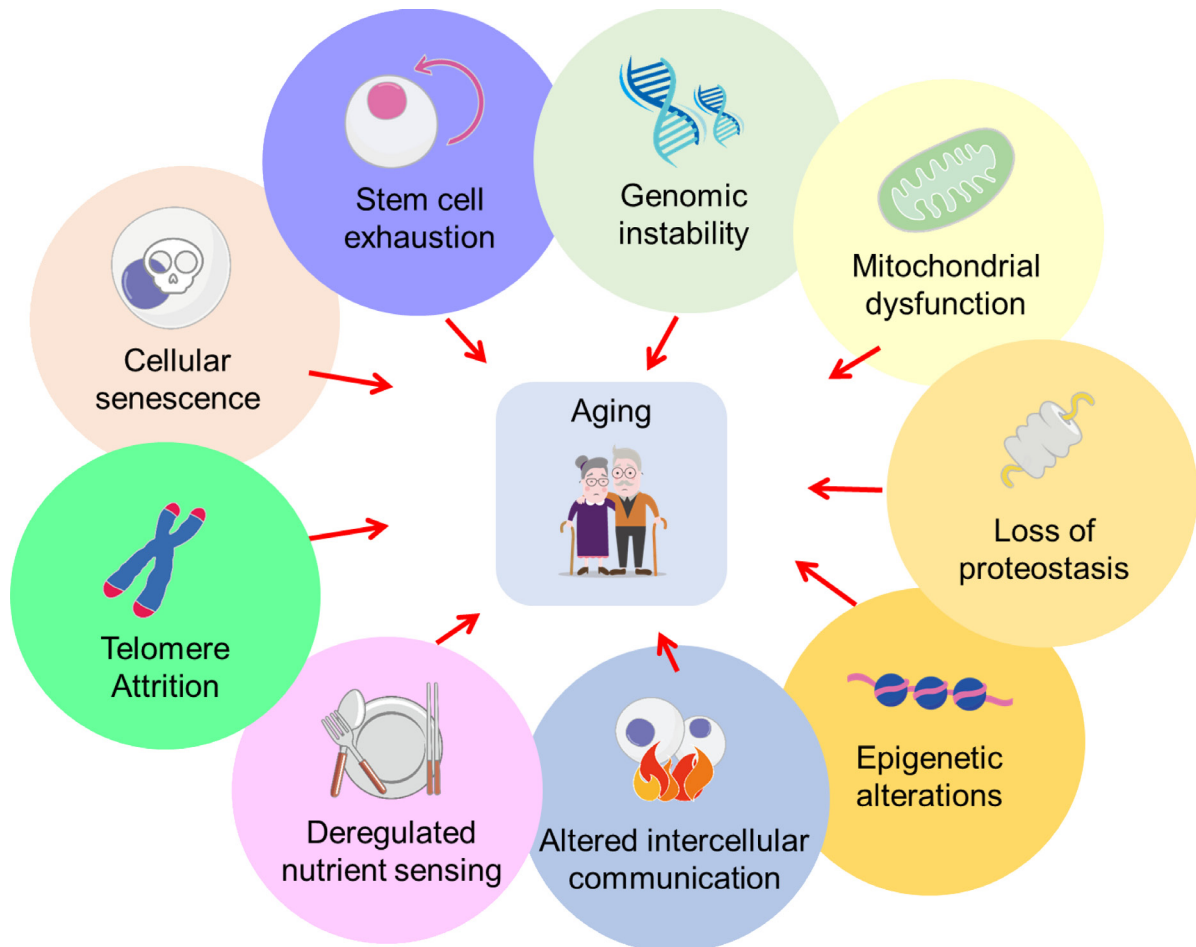 Stem cell
exhaustion
Genomic
instability
Mitochondrial
dysfunction
Loss of
proteostasis
Epigenetic
alterations
Altered intercellular
communication
Deregulated
nutrient sensing
Telomere
Attrition
Cellular
senescence
Aging